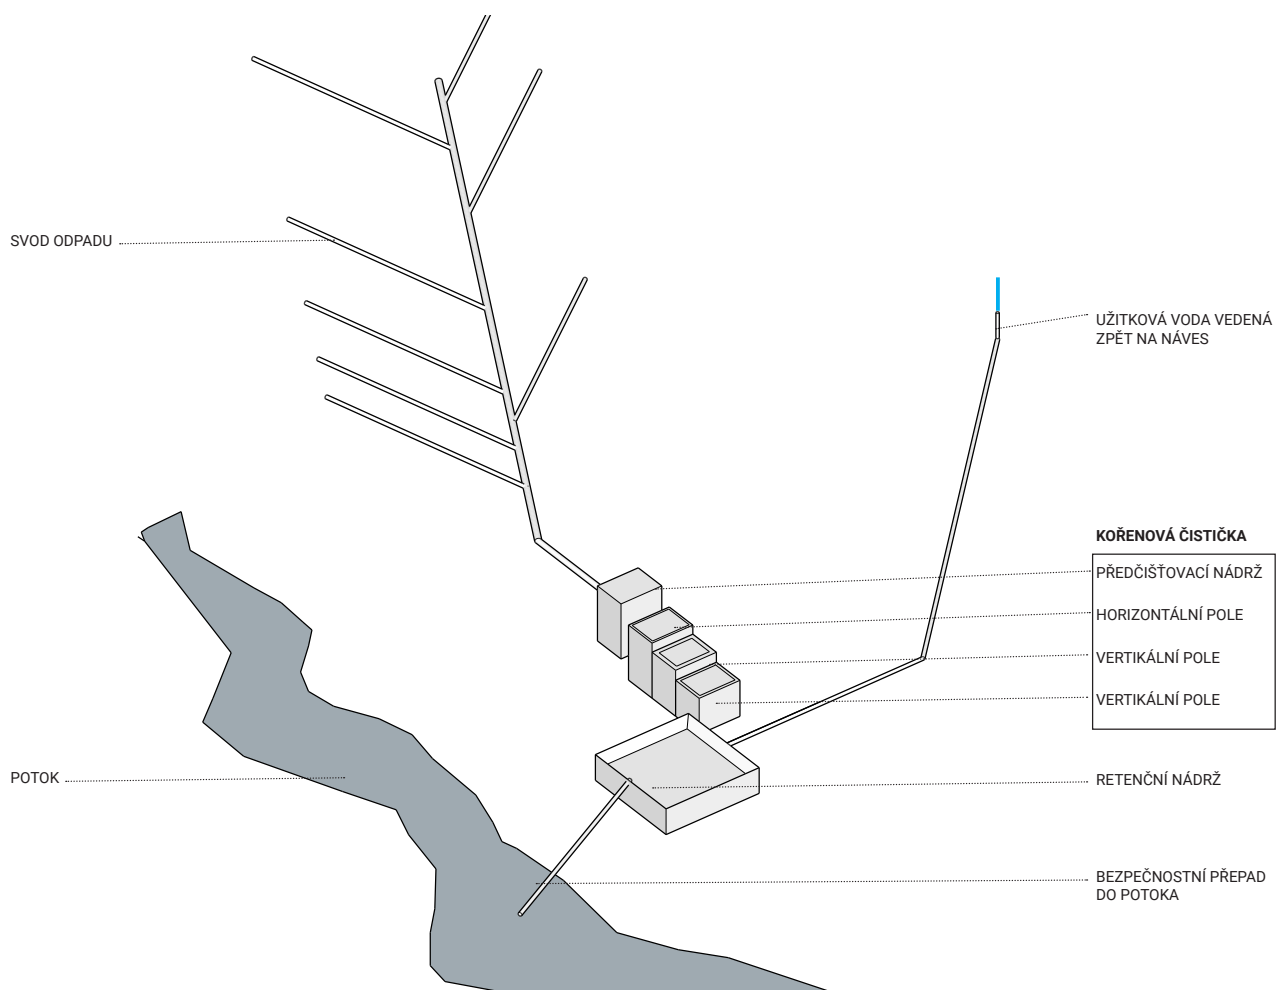 SVOD ODPADU
UŽITKOVÁ VODA VEDENÁ
ZPĚT NA NÁVES
KOŘENOVÁ ČISTIČKA
PŘEDČIŠŤOVACÍ NÁDRŽ
HORIZONTÁLNÍ POLE
VERTIKÁLNÍ POLE
VERTIKÁLNÍ POLE
POTOK
RETENČNÍ NÁDRŽ
BEZPEČNOSTNÍ PŘEPAD
DO POTOKA